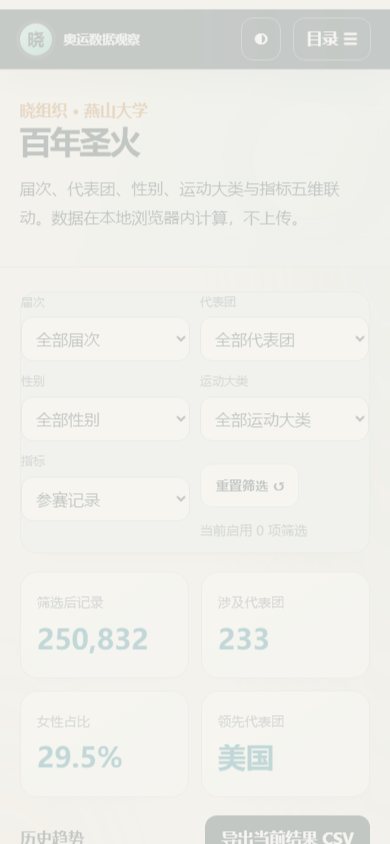 晓 奥运数据观察 目录
晓组织 • 燕山大学
百年圣火
届次、代表团、性别、运动大类与指标五维联
动。数据在本地浏览器内计算，不上传。
届次 代表团
全部届次 全部代表团
性别 运动大类
全部性别 全部运动大类
指标
参赛记录 重置筛选 ↺
当前启用 0 项筛选
筛选后记录 涉及代表团
250,832 233
女性占比 领先代表团
29.5% 美国
历史趋势 导出当前结果 CSV